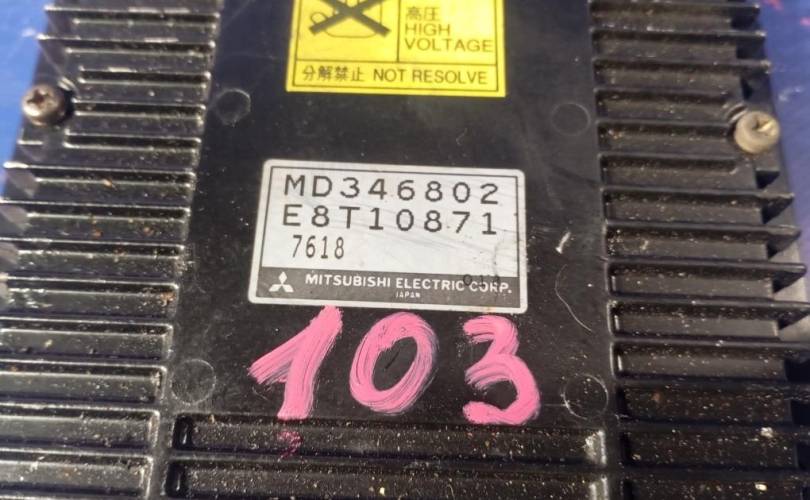 高圧
HIGH
VOLTAGE
分解禁止 NOT RESOLVE
MD346802
E8T10871
7618
MITSUBISHI ELECTRIC CORP.
JAPAN
103